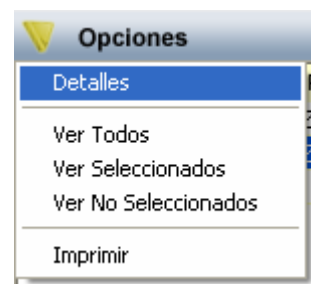 Opciones
Detalles
Ver Todos
Ver Seleccionados
Ver No Seleccionados
Imprimir